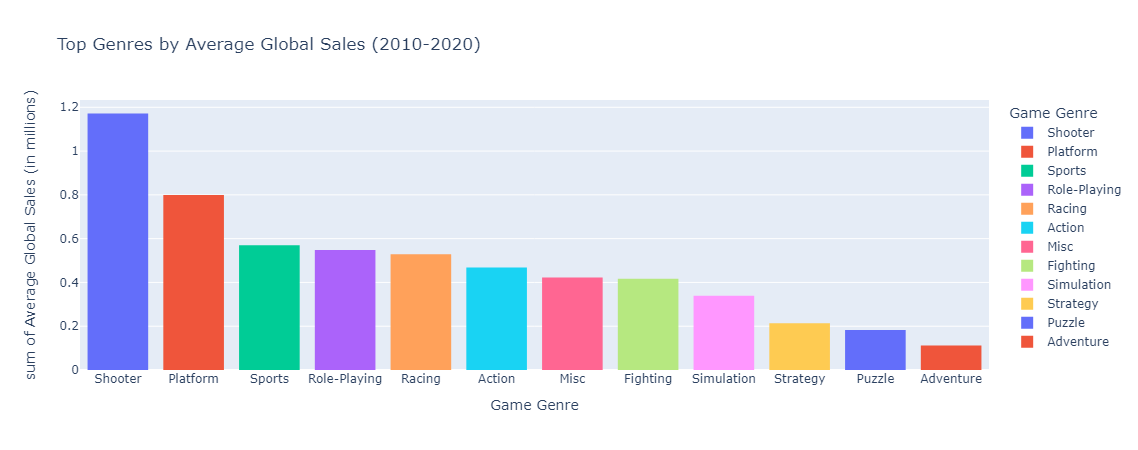 Top Genres by Average Global Sales (2010-2020)
sum of Average Global Sales (in millions)
1.2
1
0.8
0.6
0.4
0.2
0
Shooter Platform Sports Role-Playing Racing Action Misc Fighting Simulation Strategy Puzzle Adventure
Game Genre
Game Genre
Shooter
Platform
Sports
Role-Playing
Racing
Action
Misc
Fighting
Simulation
Strategy
Puzzle
Adventure